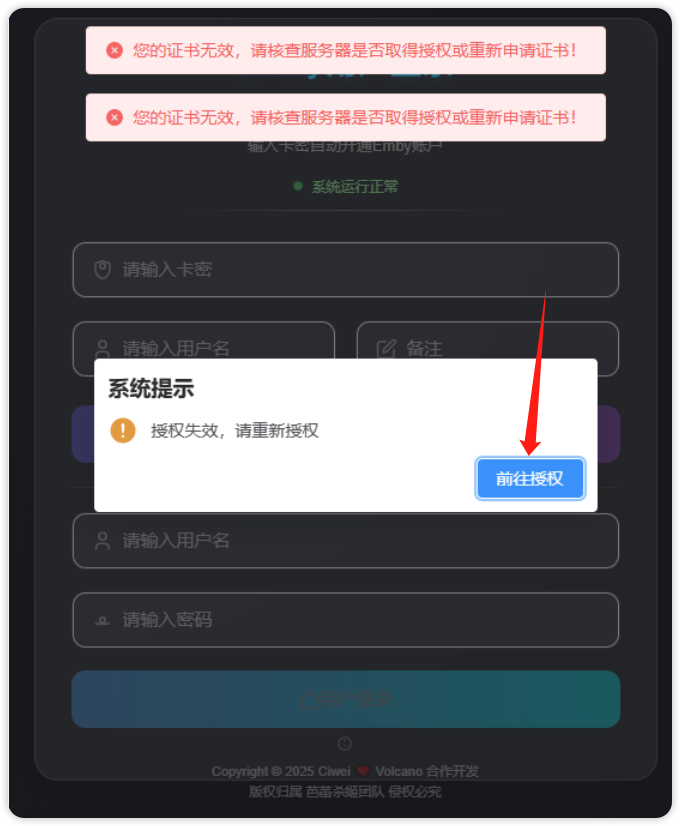 您的证书无效，请核查服务器是否取得授权或重新申请证书！
您的证书无效，请核查服务器是否取得授权或重新申请证书！
输入卡密自动开通Emby账户
系统运行正常
请输入卡密
请输入用户名
备注
系统提示
授权失效，请重新授权
前往授权
请输入用户名
请输入密码
Copyright © 2025 Ciwei ❤ Volcano 合作开发
版权归属 芭苗杀姬团队 侵权必究